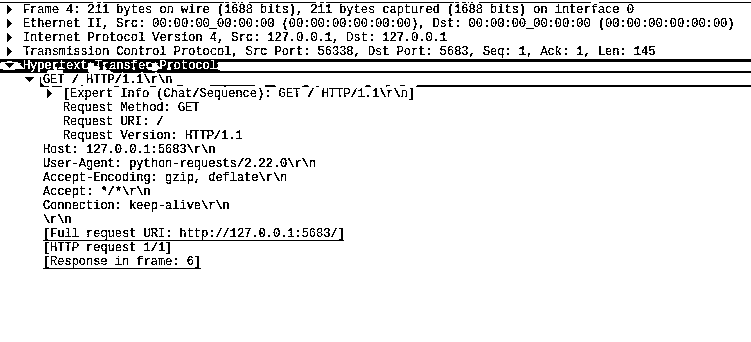 Frame 4: 211 bytes on wire (1688 bits), 211 bytes captured (1688 bits) on interface 0
Ethernet II, Src: 00:00:00_00:00:00 (00:00:00:00:00:00), Dst: 00:00:00_00:00:00 (00:00:00:00:00:00)
Internet Protocol Version 4, Src: 127.0.0.1, Dst: 127.0.0.1
Transmission Control Protocol, Src Port: 56338, Dst Port: 5683, Seq: 1, Ack: 1, Len: 145
Hypertext Transfer Protocol
GET / HTTP/1.1\r\n
[Expert Info (Chat/Sequence): GET / HTTP/1.1\r\n]
Request Method: GET
Request URI: /
Request Version: HTTP/1.1
Host: 127.0.0.1:5683\r\n
User-Agent: python-requests/2.22.0\r\n
Accept-Encoding: gzip, deflate\r\n
Accept: */*\r\n
Connection: keep-alive\r\n
\r\n
[Full request URI: http://127.0.0.1:5683/]
[HTTP request 1/1]
[Response in frame: 6]